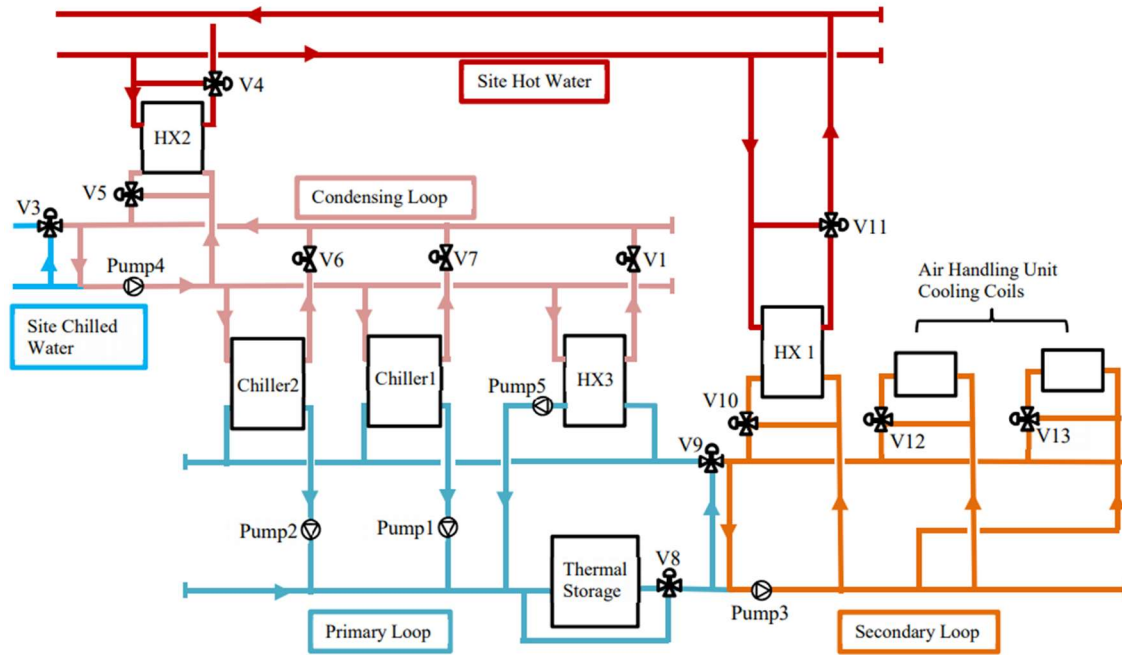 V4
Site Hot Water
HX2
V5
V3
Condensing Loop
V11
V6
V7
V1
Pump4
Air Handling Unit
Cooling Coils
Site Chilled
Water
HX 1
Chiller2
Chiller1
HX3
Pump5
V10
V12
V13
V9
Pump2
Pump1
Thermal
Storage
V8
Pump3
Primary Loop
Secondary Loop